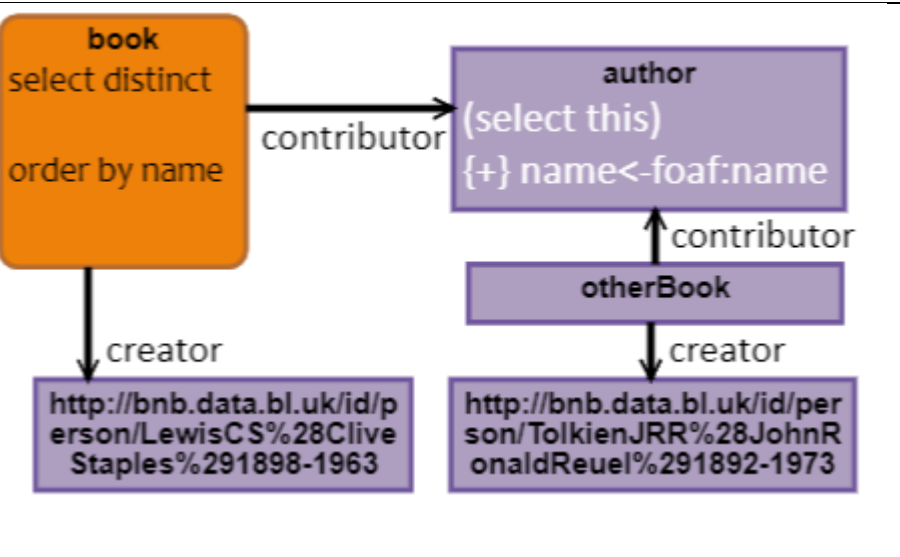 book
select distinct
order by name
contributor
author
(select this)
{+} name<-foaf:name
contributor
otherBook
creator
creator
http://bnb.data.bl.uk/id/p
erson/LewisCS%28Clive
Staples%291898-1963
http://bnb.data.bl.uk/id/per
son/TolkienJRR%28JohnR
onaldReuel%291892-1973